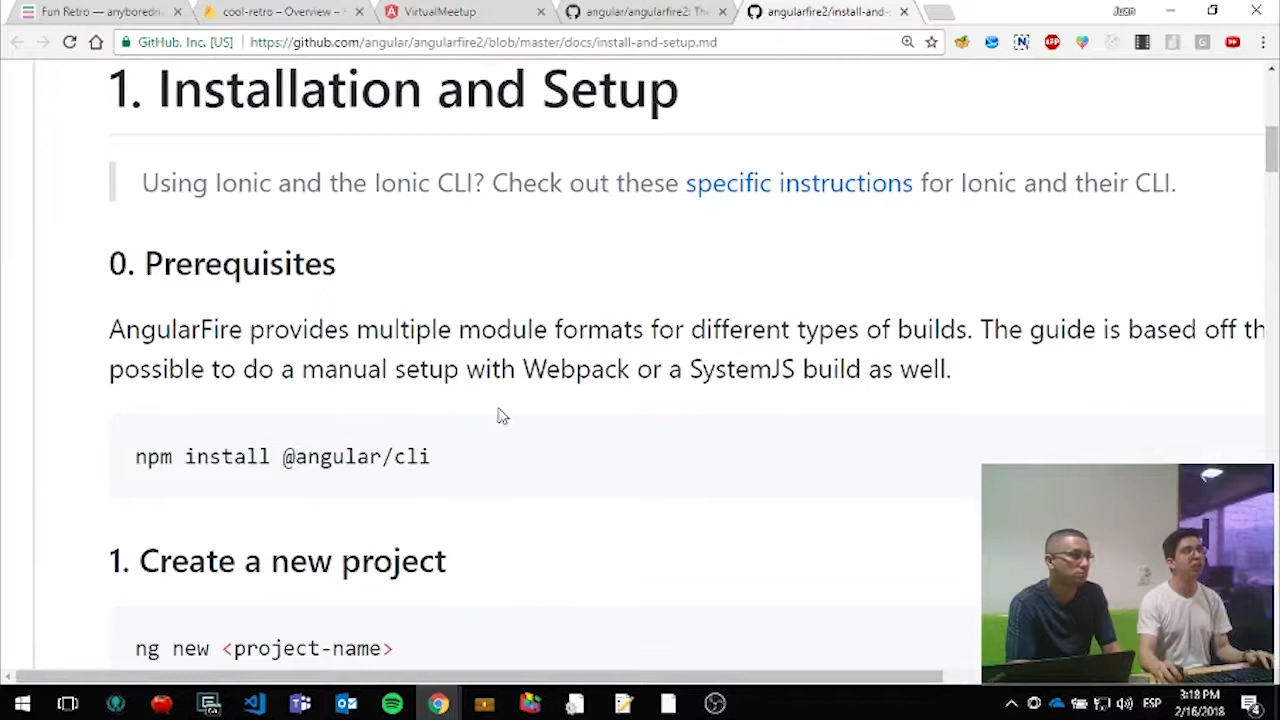 Fun Retro — anyboredn
cool-retro – Overview –
VirtualMeetup
angular/angularfire2: The
angularfire2/install-and-
Juan
GitHub, Inc. [US]
https://github.com/angular/angularfire2/blob/master/docs/install-and-setup.md
1. Installation and Setup
Using Ionic and the Ionic CLI? Check out these specific instructions for Ionic and their CLI.
0. Prerequisites
AngularFire provides multiple module formats for different types of builds. The guide is based off th
possible to do a manual setup with Webpack or a SystemJS build as well.
npm install @angular/cli
1. Create a new project
ng new <project-name>
ESP
3:18 PM
2/16/2018
4